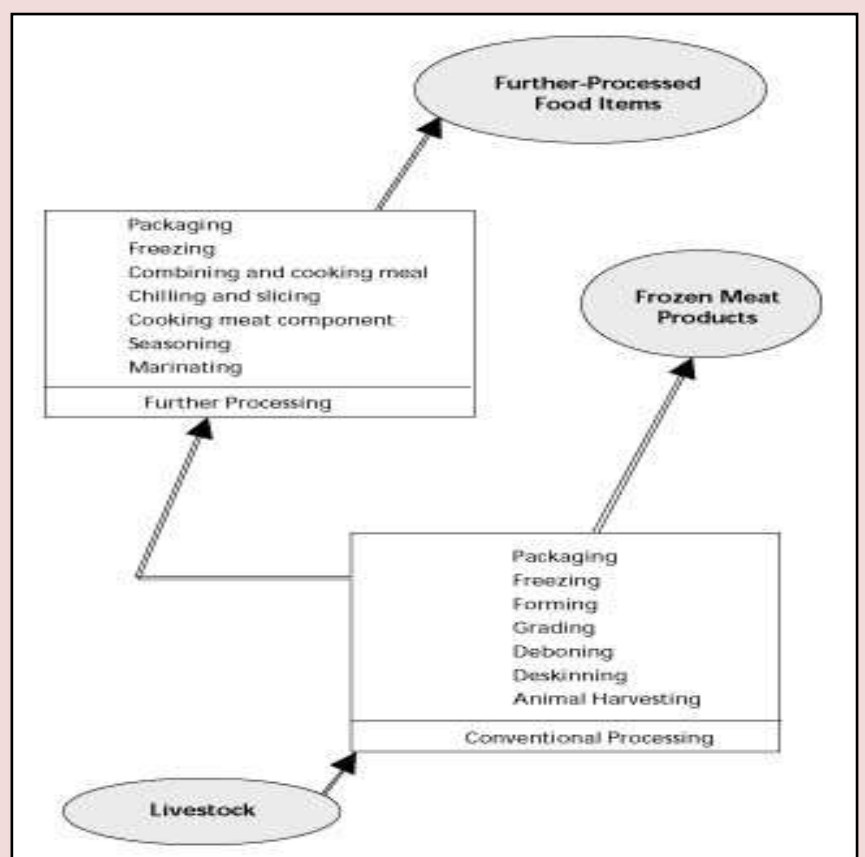 Further-Processed
Food Items
Packaging
Freezing
Combining and cooking meal
Chilling and slicing
Cooking meat component
Seasoning
Marinating
Further Processing
Frozen Meat
Products
Packaging
Freezing
Forming
Grading
Deboning
Deskinning
Animal Harvesting
Conventional Processing
Livestock